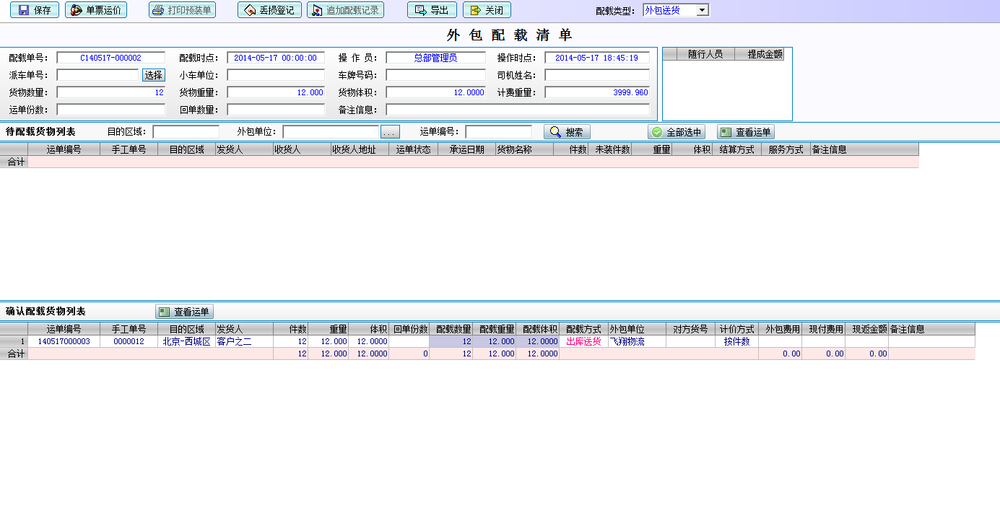 保存 单票运价 打印预装单 丢损登记 追加配载记录 导出 关闭 配载类型： 外包送货
外包配载清单
配载单号： C140517-000002 配载时点： 2014-05-17 00:00:00 操 作 员： 总部管理员 操作时点： 2014-05-17 18:45:19 随行人员 提成金额
派车单号： 选择 小车单位： 车牌号码： 司机姓名：
货物数量： 12 货物重量： 12.000 货物体积： 12.0000 计费重量： 3999.960
运单份数： 回单数量： 备注信息：
待配载货物列表 目的区域： 外包单位： ... 运单编号： 搜索 全部选中 查看运单
运单编号 手工单号 目的区域 发货人 收货人 收货人地址 运单状态 承运日期 货物名称 件数 未装件数 重量 体积 结算方式 服务方式 备注信息
合计
确认配载货物列表 查看运单
运单编号 手工单号 目的区域 发货人 件数 重量 体积 回单份数 配载数量 配载重量 配载体积 配载方式 外包单位 对方货号 计价方式 外包费用 现付费用 现返金额 备注信息
1 140517000003 0000012 北京-西城区 客户之二 12 12.000 12.0000 12 12.000 12.0000 出库送货 飞翔物流 按件数
合计 12 12.000 12.0000 0 12 12.000 12.0000 0.00 0.00 0.00